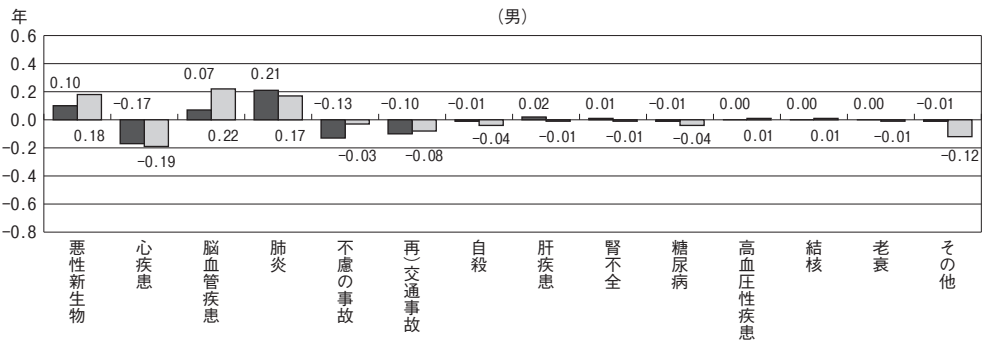 年
(男)
0.6
0.4
0.2
0.0
-0.2
-0.4
-0.6
-0.8
0.10
0.18
-0.17
-0.19
0.07
0.22
0.21
0.17
-0.13
-0.03
-0.10
-0.08
-0.01
-0.04
0.02
-0.01
0.01
-0.01
-0.01
-0.04
0.00
0.01
0.00
0.01
0.00
-0.01
-0.01
-0.12
悪性新生物
心疾患
脳血管疾患
肺炎
不慮の事故
再)交通事故
自殺
肝疾患
腎不全
糖尿病
高血圧性疾患
結核
老衰
その他